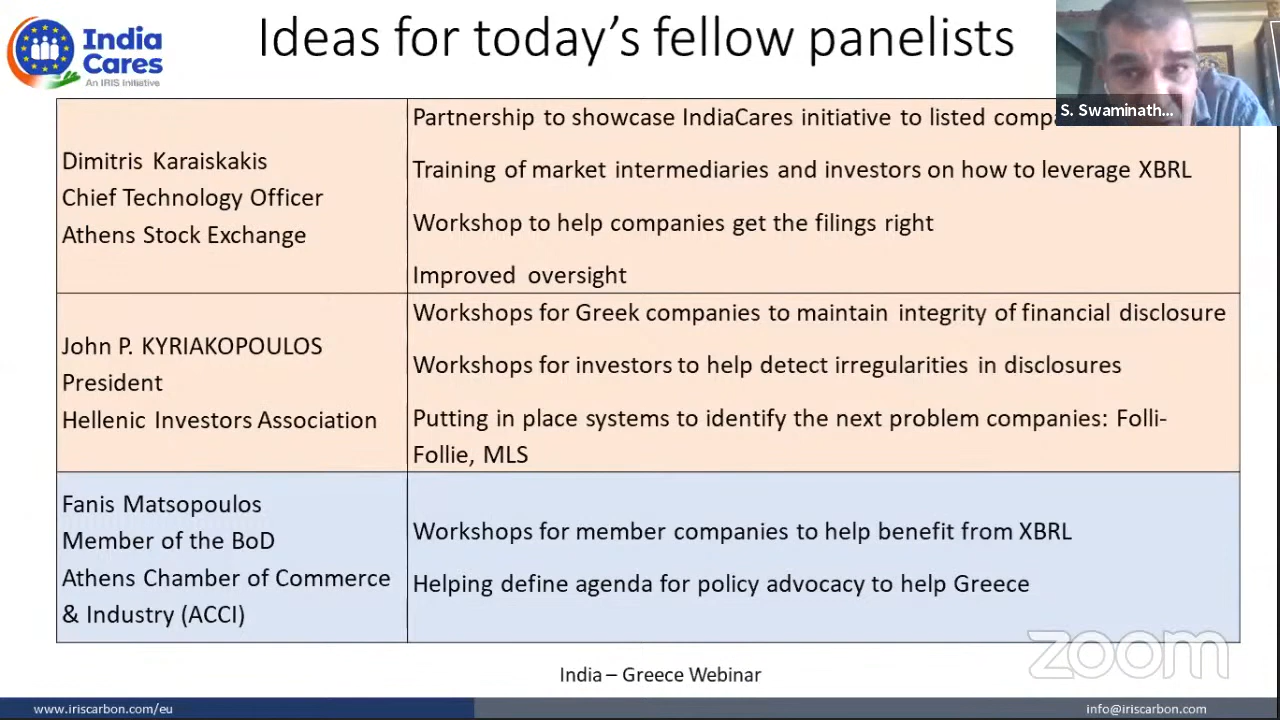 India
Cares
An IRIS Initiative
Ideas for today's fellow panelists
S. Swaminath...
Dimitris Karaiskakis
Chief Technology Officer
Athens Stock Exchange
Partnership to showcase IndiaCares initiative to listed
Training of market intermediaries and investors on how to leverage XBRL
Workshop to help companies get the filings right
Improved oversight
John P. KYRIAKOPOULOS
President
Hellenic Investors Association
Workshops for Greek companies to maintain integrity of financial disclosure
Workshops for investors to help detect irregularities in disclosures
Putting in place systems to identify the next problem companies: Folli-
Follie, MLS
Fanis Matsopoulos
Member of the BoD
Athens Chamber of Commerce
& Industry (ACCI)
Workshops for member companies to help benefit from XBRL
Helping define agenda for policy advocacy to help Greece
zoom
India – Greece Webinar
www.iriscarbon.com/eu
info@iriscarbon.com